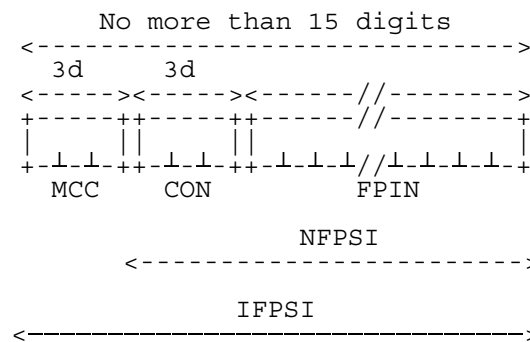 No more than 15 digits
3d 3d
MCC CON FPIN
NFPSI
IFPSI